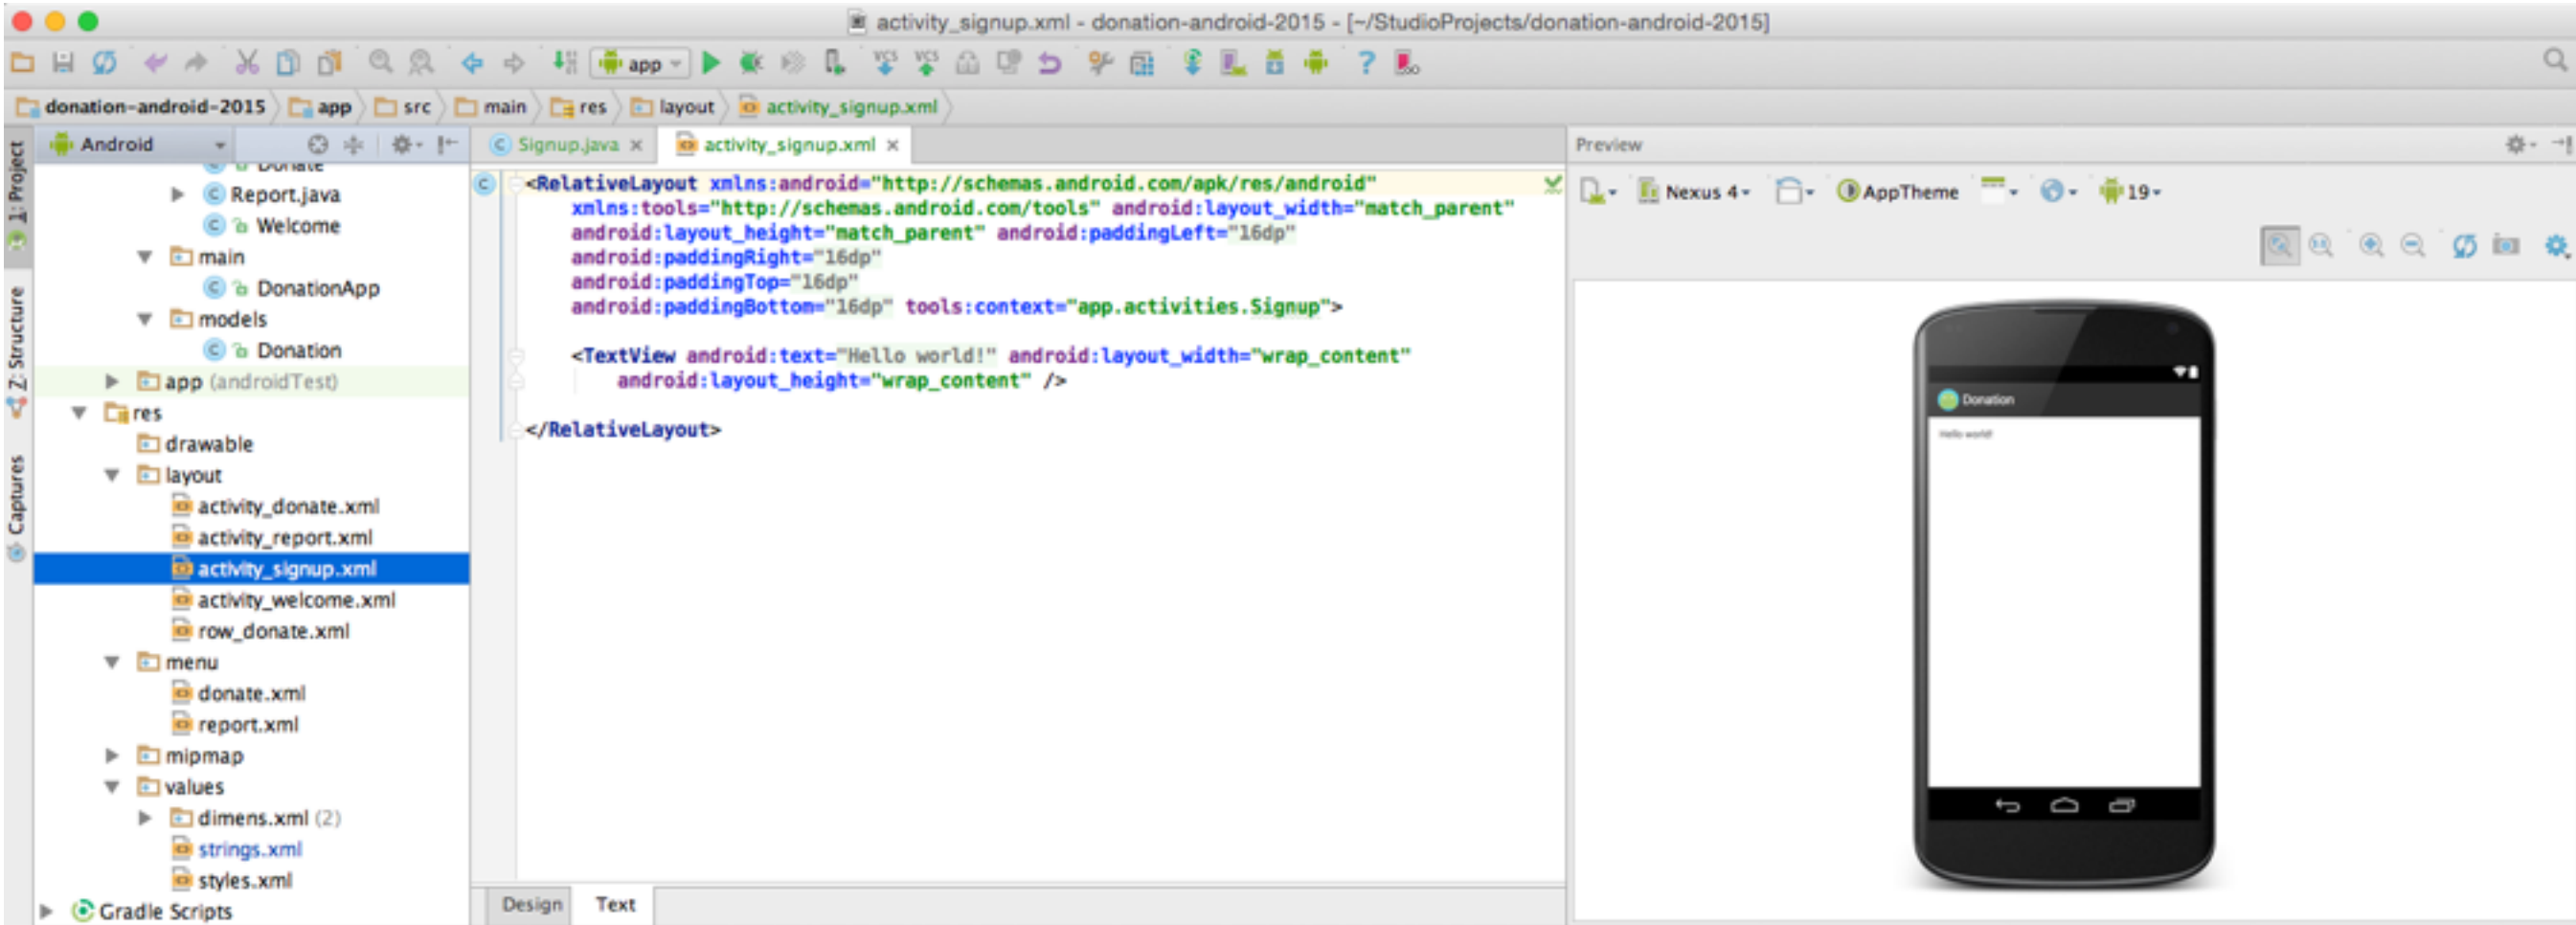 activity_signup.xml - donation-android-2015 - [~/StudioProjects/donation-android-2015]
app
VCS VCS
?
donation-android-2015 app src main res layout activity_signup.xml
1: Project
Z: Structure
Captures
Android
Donate
Report.java
Welcome
main
DonationApp
models
Donation
app (androidTest)
res
drawable
layout
activity_donate.xml
activity_report.xml
activity_signup.xml
activity_welcome.xml
row_donate.xml
menu
donate.xml
report.xml
mipmap
values
dimens.xml (2)
strings.xml
styles.xml
Gradle Scripts
Signup.java activity_signup.xml
<RelativeLayout xmlns:android="http://schemas.android.com/apk/res/android"
xmlns:tools="http://schemas.android.com/tools" android:layout_width="match_parent"
android:layout_height="match_parent" android:paddingLeft="16dp"
android:paddingRight="16dp"
android:paddingTop="16dp"
android:paddingBottom="16dp" tools:context="app.activities.Signup">
<TextView android:text="Hello world!" android:layout_width="wrap_content"
android:layout_height="wrap_content" />
</RelativeLayout>
Design Text
Preview
Nexus 4 AppTheme 19
Donation
Hello world!